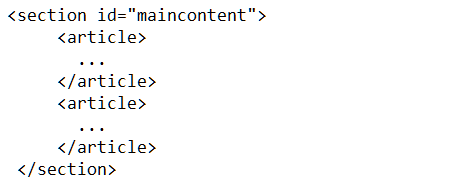 <section id="maincontent">
<article>
...
</article>
<article>
...
</article>
</section>